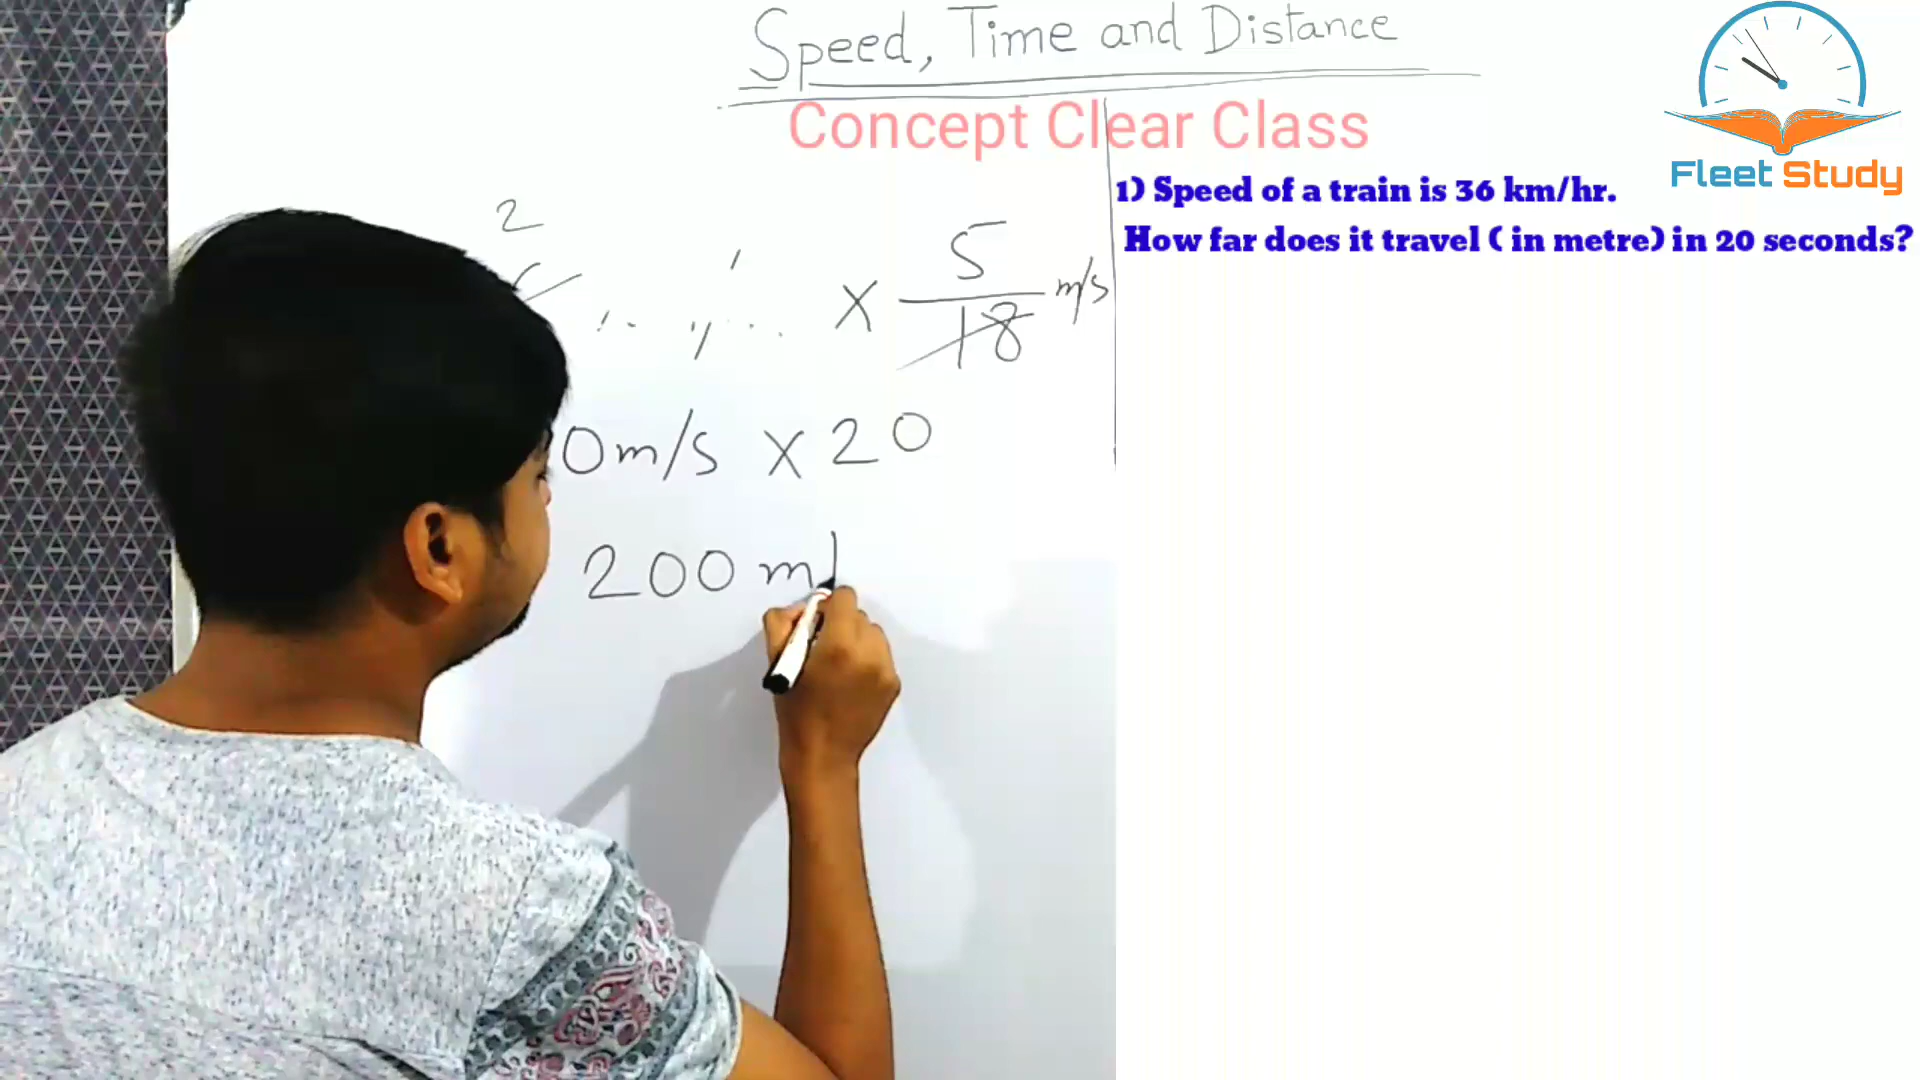 Speed, Time and Distance
Concept Clear Class
Fleet Study
1) Speed of a train is 36 km/hr.
How far does it travel ( in metre) in 20 seconds?
2
x 5/18 m/s
0m/s x 20
200 m